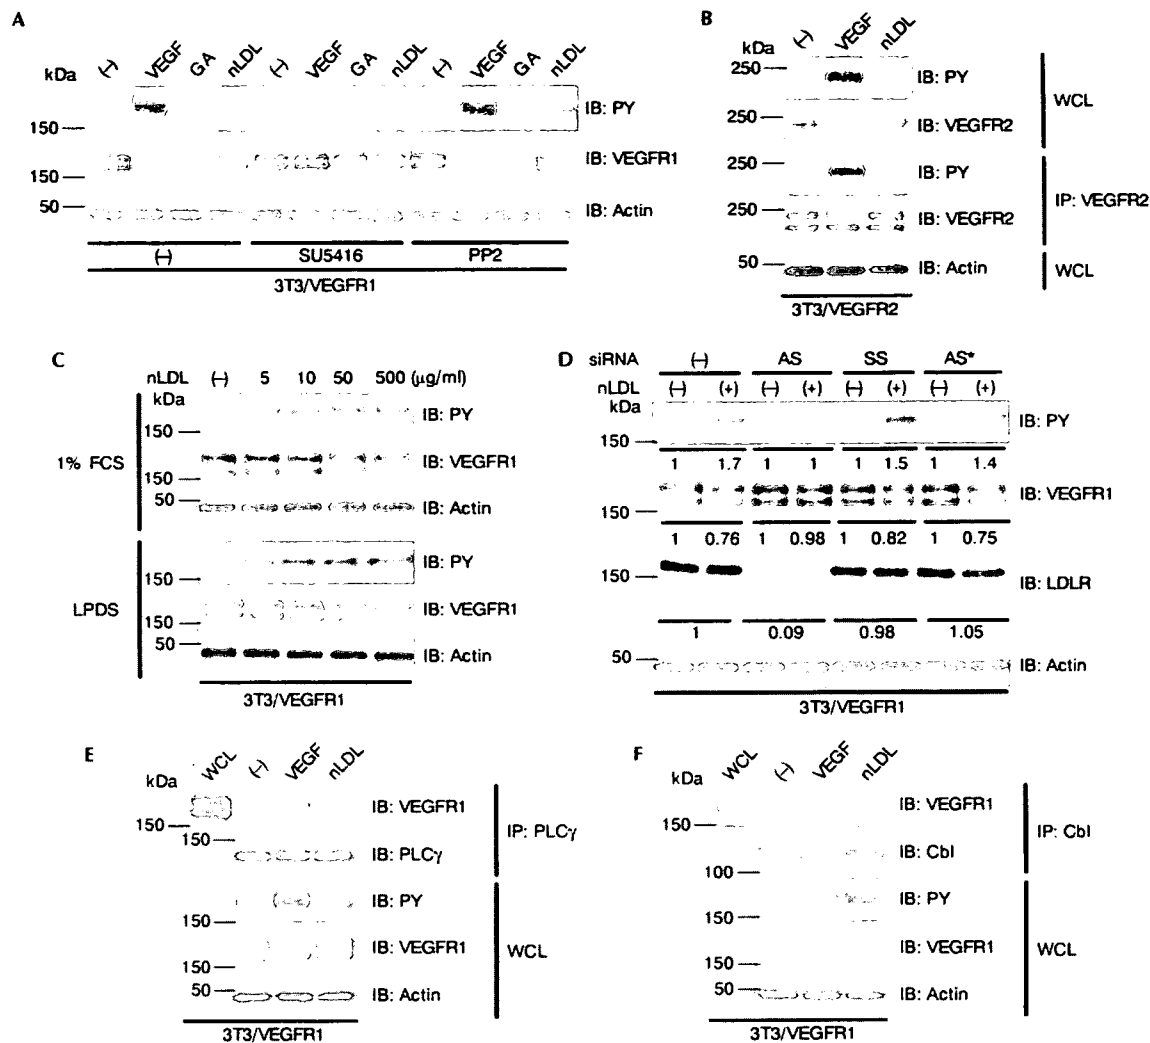 A
kDa (–) VEGF GA nLDL (–) VEGF GA nLDL (–) VEGF GA nLDL
IB: PY
150
IB: VEGFR1
150
50
IB: Actin
(–) SU5416 PP2
3T3/VEGFR1
B
kDa (–) VEGF nLDL
250 IB: PY
WCL
250 IB: VEGFR2
250 IB: PY
IP: VEGFR2
250 IB: VEGFR2
50 IB: Actin WCL
3T3/VEGFR2
C
nLDL (–) 5 10 50 500 (μg/ml)
kDa
IB: PY
150
1% FCS
IB: VEGFR1
150
50
IB: Actin
IB: PY
150
LPDS
IB: VEGFR1
150
50
IB: Actin
3T3/VEGFR1
D siRNA (–) AS SS AS*
nLDL (–) (+) (–) (+) (–) (+) (–) (+)
kDa
IB: PY
150
1 1.7 1 1 1 1.5 1 1.4
IB: VEGFR1
150
1 0.76 1 0.98 1 0.82 1 0.75
150 IB: LDLR
1 0.09 0.98 1.05
50 IB: Actin
3T3/VEGFR1
E
kDa WCL (–) VEGF nLDL
IB: VEGFR1
150
IP: PLCγ
150
IB: PLCγ
IB: PY
150
IB: VEGFR1
WCL
150
50
IB: Actin
3T3/VEGFR1
F
kDa WCL (–) VEGF nLDL
IB: VEGFR1
150
IP: Cbl
IB: Cbl
100
IB: PY
150
IB: VEGFR1
WCL
150
50
IB: Actin
3T3/VEGFR1